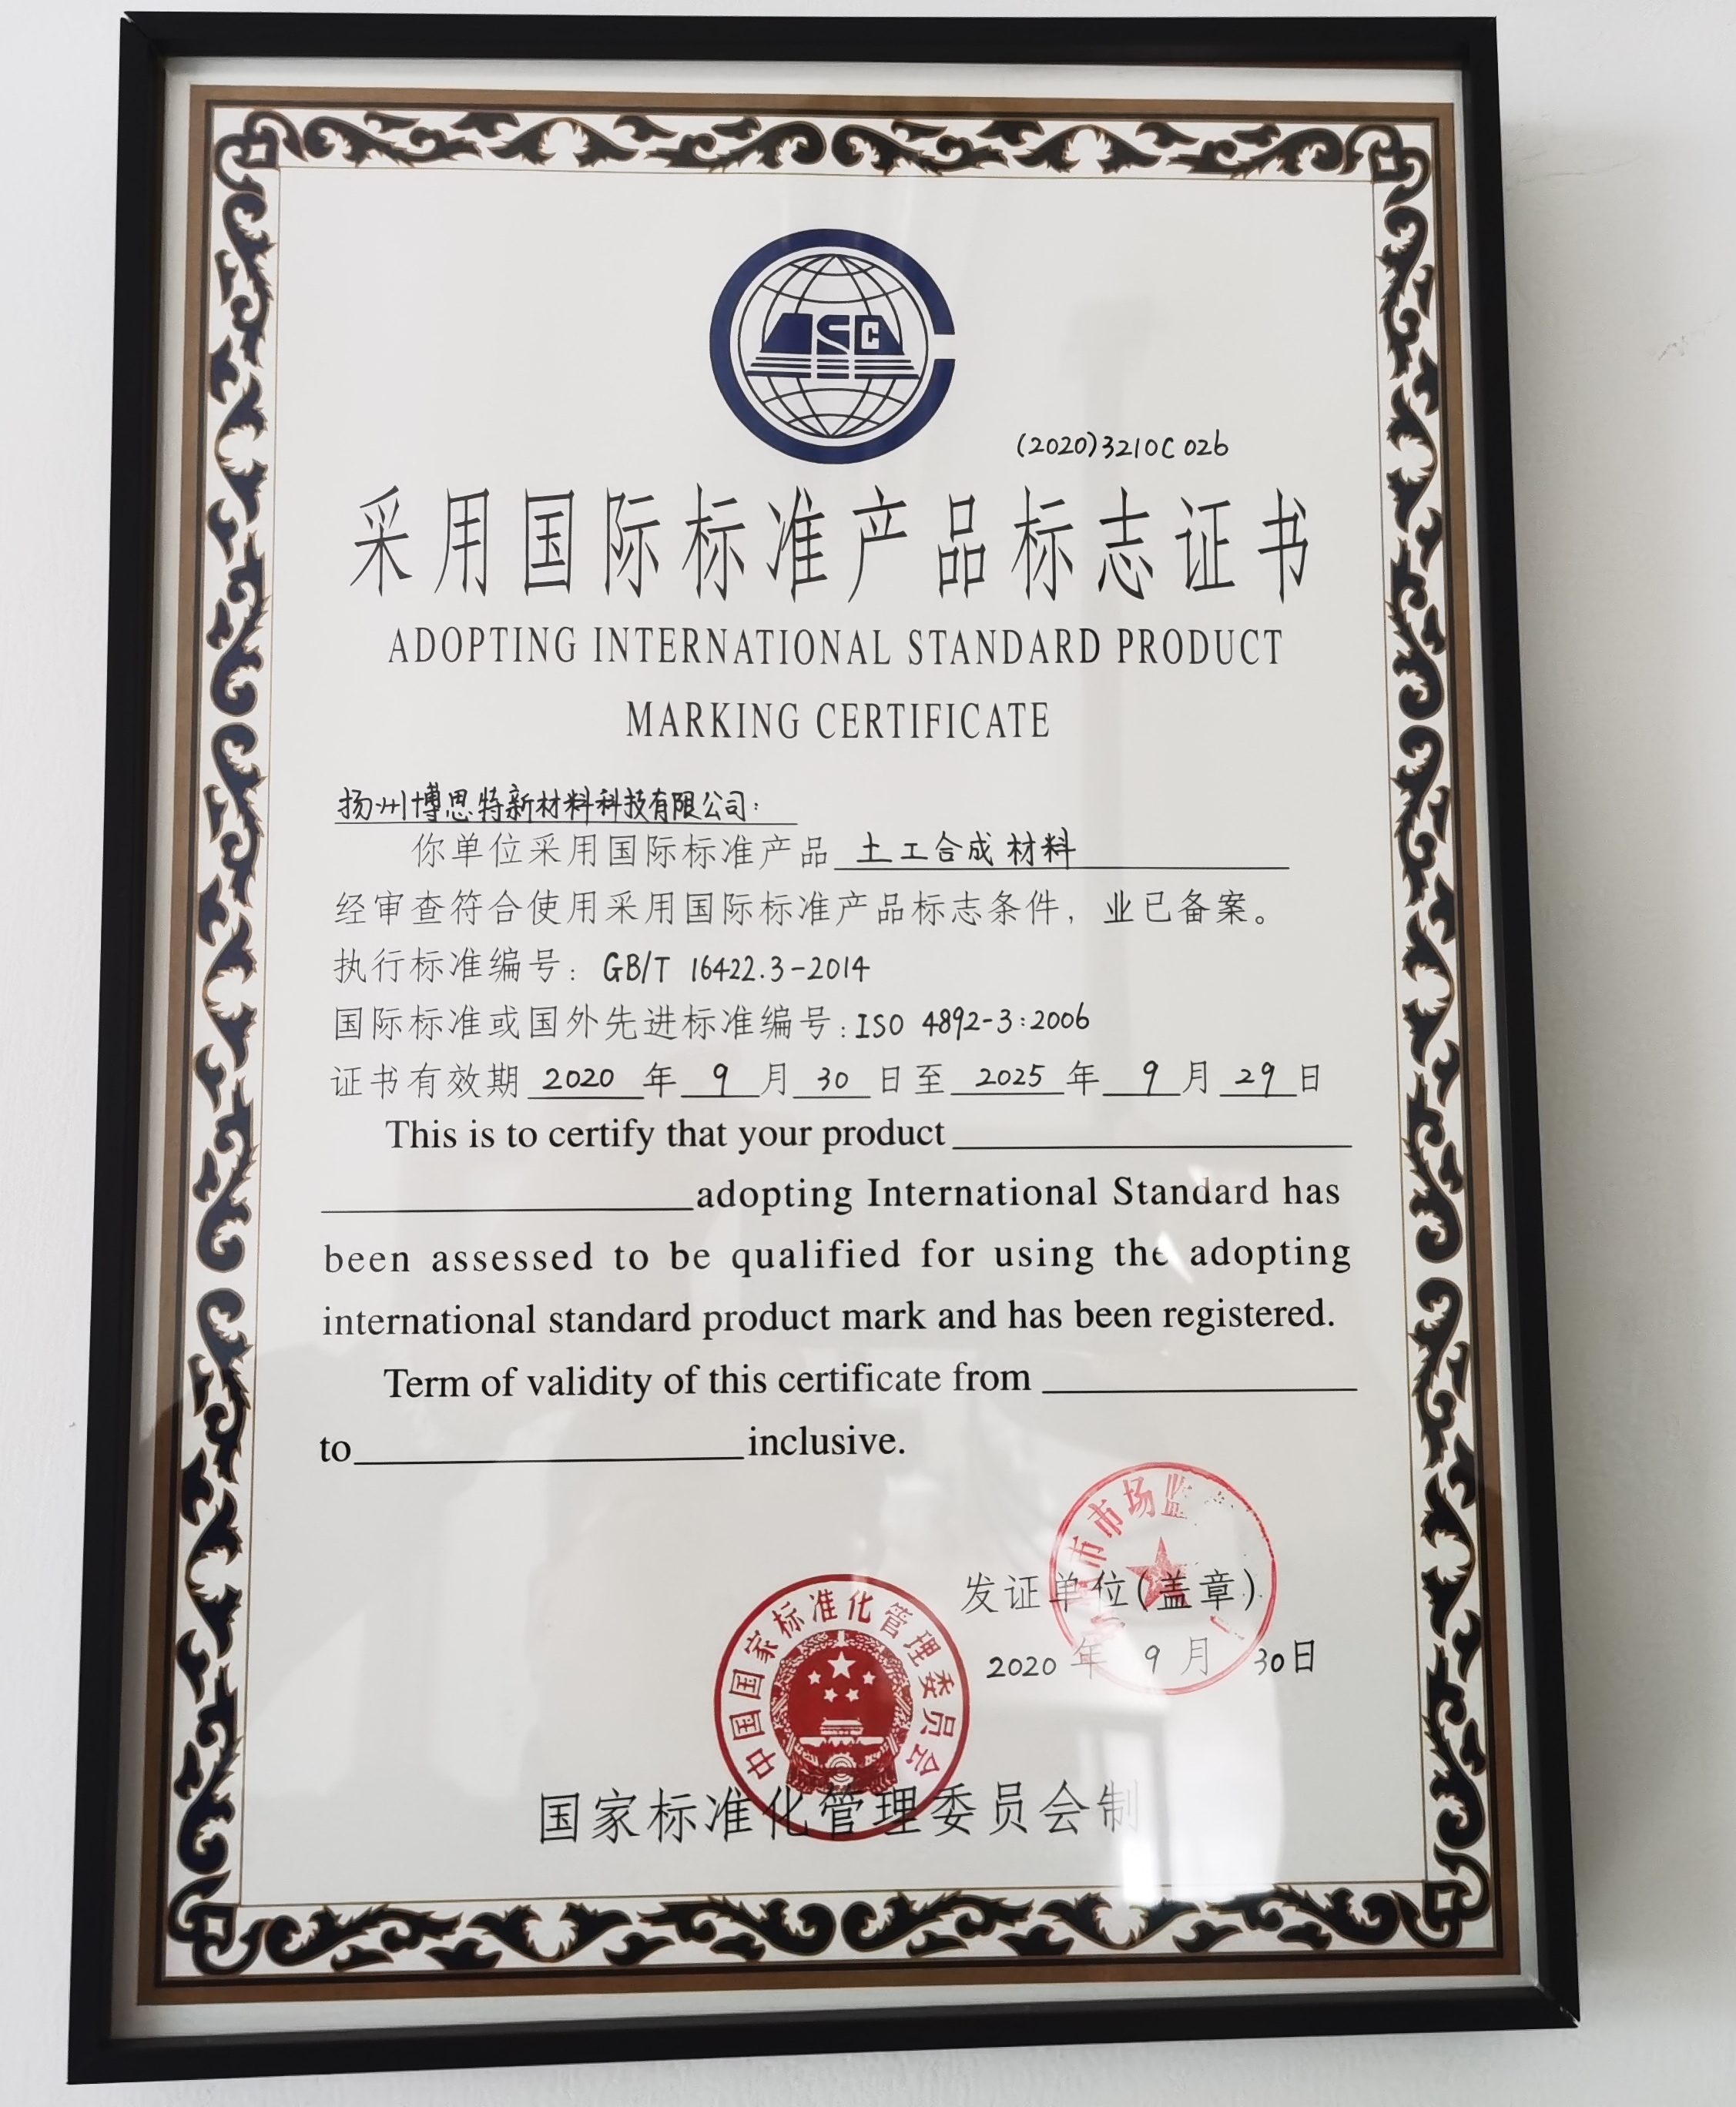 ISC
(2020)3210C026
采用国际标准产品标志证书
ADOPTING INTERNATIONAL STANDARD PRODUCT
MARKING CERTIFICATE
扬州博思特新材料科技有限公司:
你单位采用国际标准产品 土工合成材料
经审查符合使用采用国际标准产品标志条件，业已备案。
执行标准编号: GB/T 16422.3-2014
国际标准或国外先进标准编号:ISO 4892-3:2006
证书有效期 2020 年 9 月 30 日至 2025 年 9 月 29 日
This is to certify that your product
adopting International Standard has
been assessed to be qualified for using the adopting
international standard product mark and has been registered.
Term of validity of this certificate from
to inclusive.
市市场监
发证单位(盖章)
2020 年 9 月 30日
中国国家标准化管理委员会
国家标准化管理委员会制